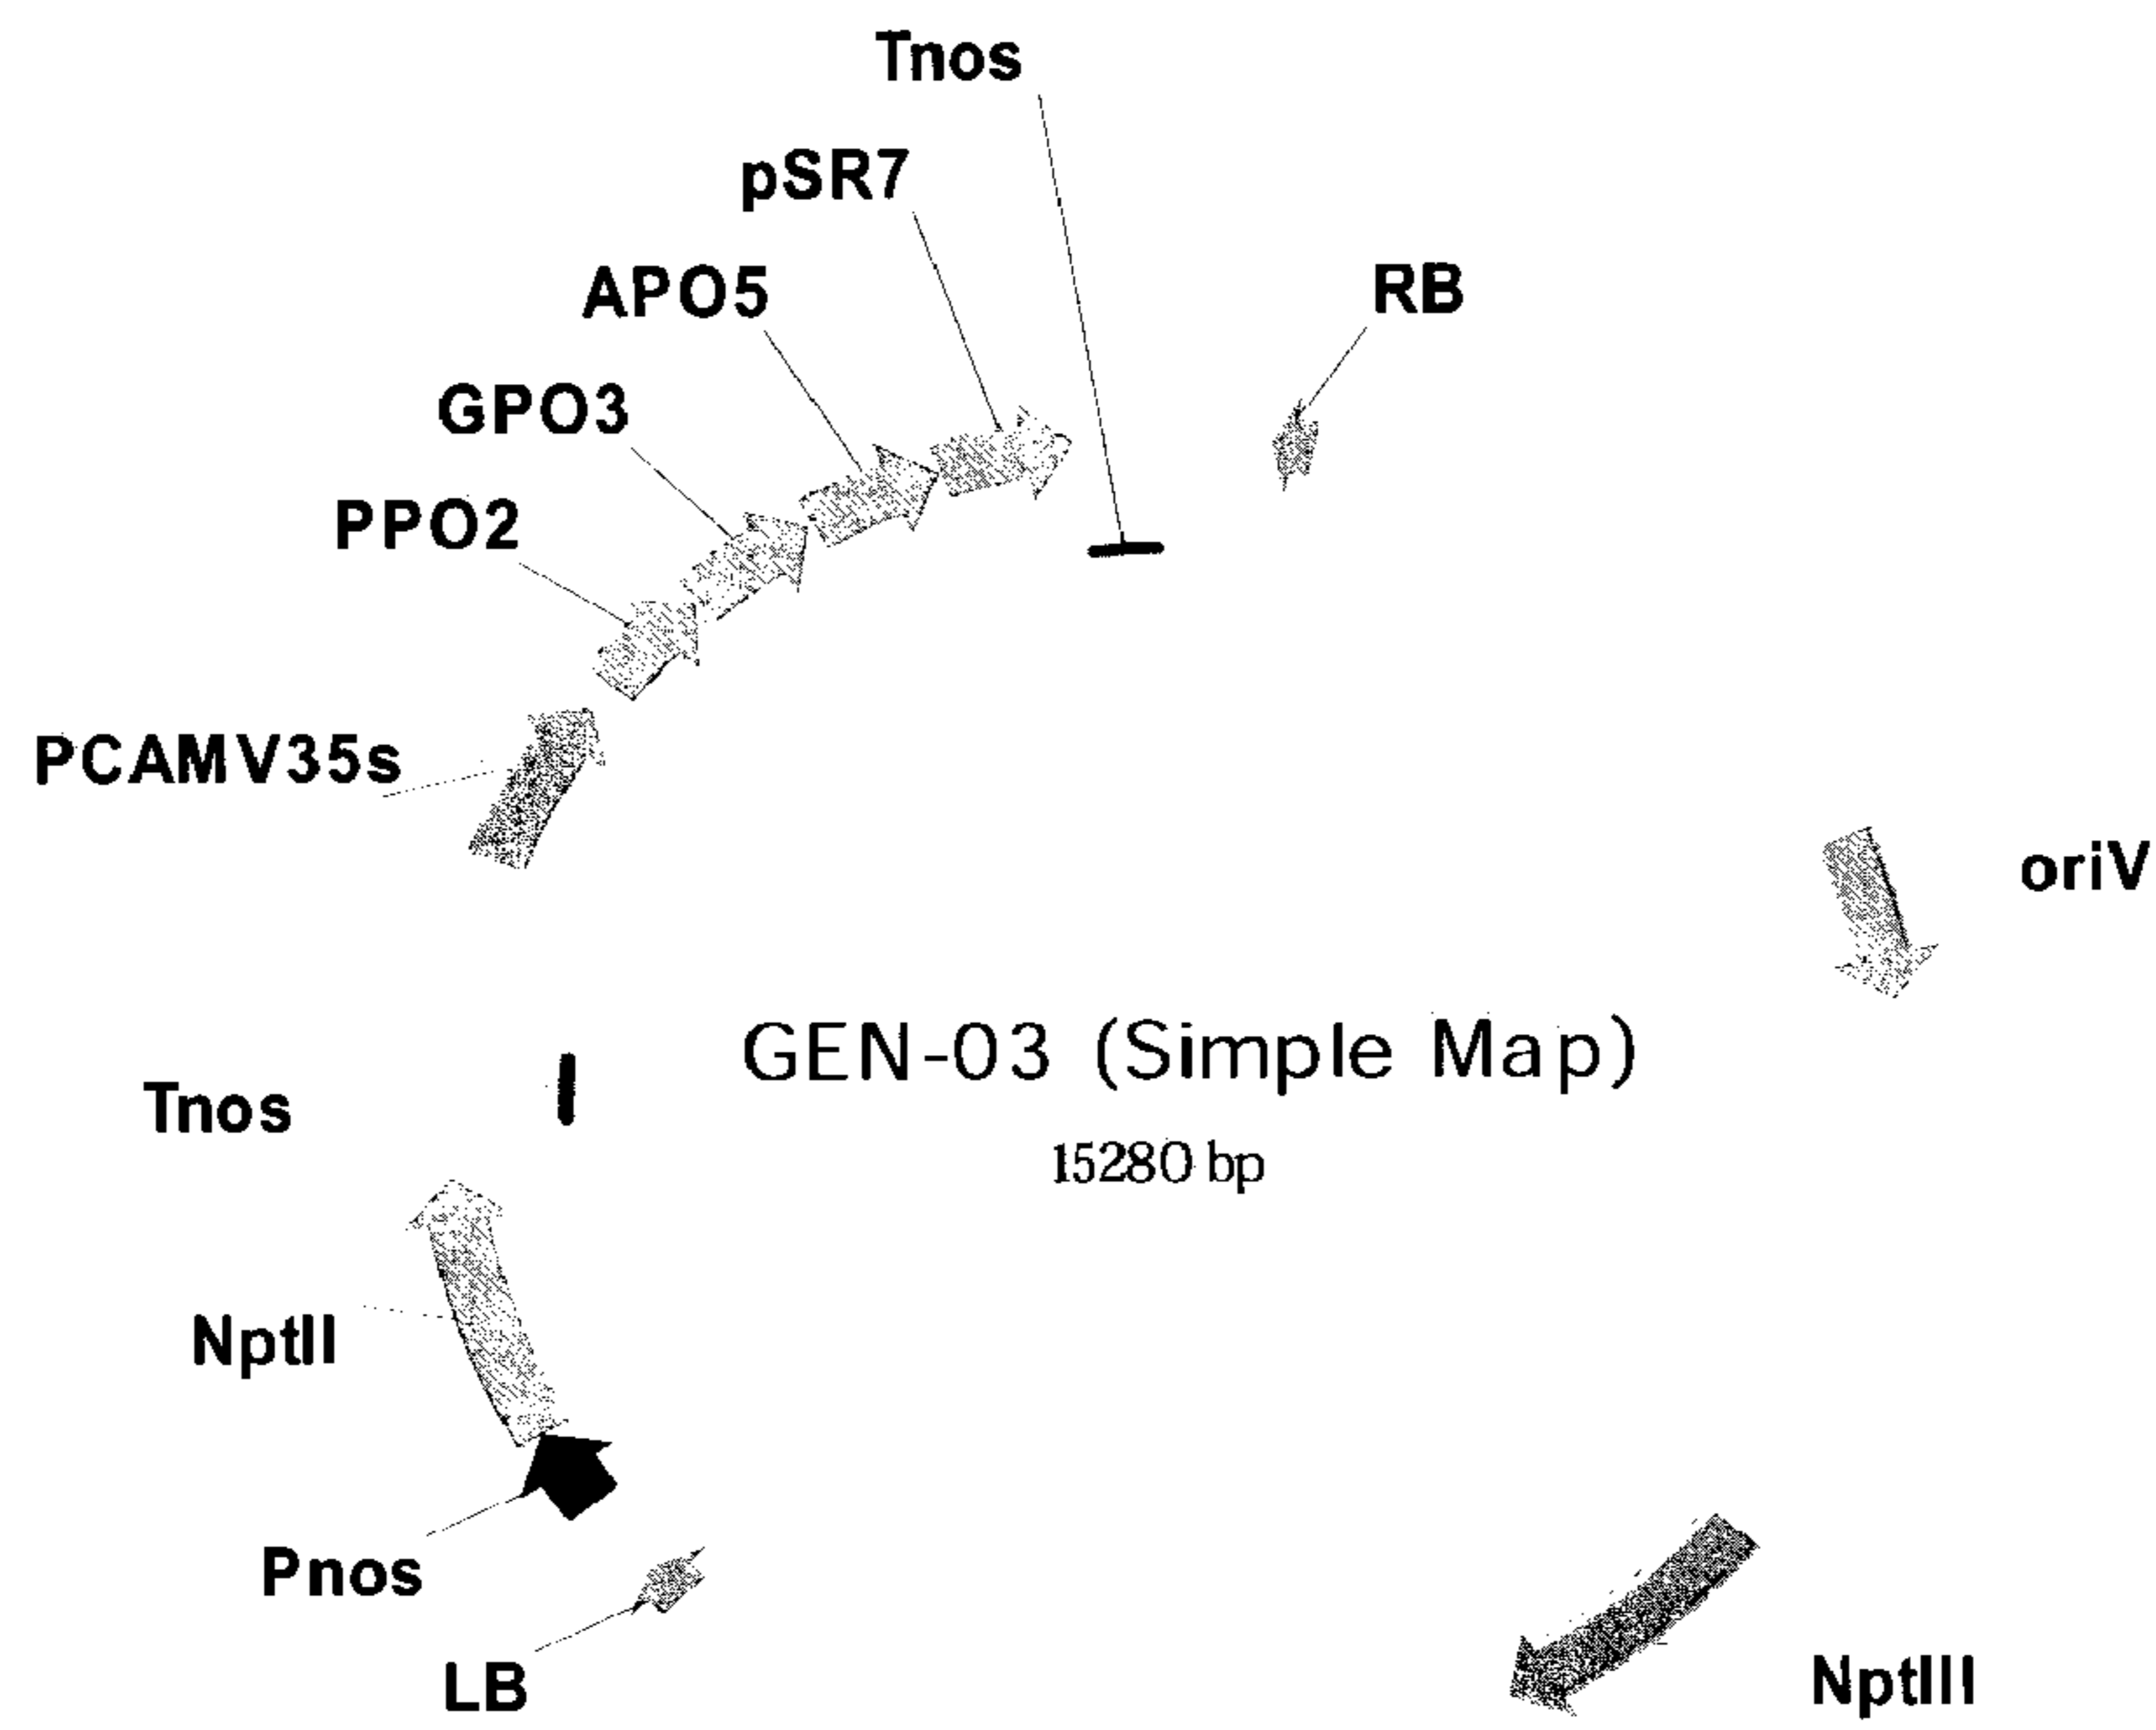 Tnos
pSR7
APO5
RB
GPO3
PPO2
PCAMV35s
oriV
GEN-03 (Simple Map)
Tnos
15280 bp
NptII
Pnos
LB
NptIII